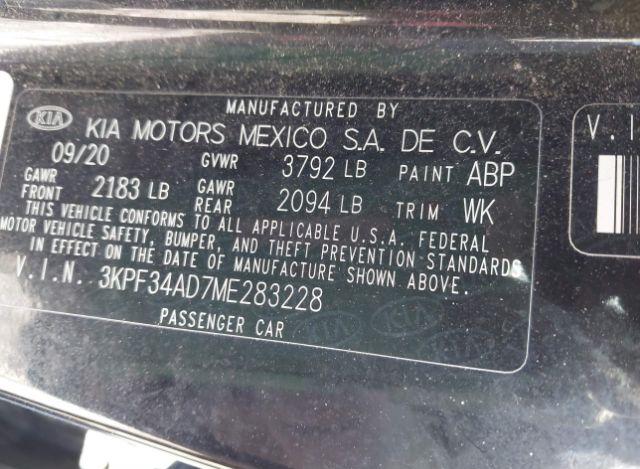 MANUFACTURED BY
KIA KIA MOTORS MEXICO S.A. DE C.V.
09/20 GVWR 3792 LB PAINT ABP
GAWR FRONT 2183 LB GAWR REAR 2094 LB TRIM WK
THIS VEHICLE CONFORMS TO ALL APPLICABLE U.S.A. FEDERAL
MOTOR VEHICLE SAFETY, BUMPER, AND THEFT PREVENTION STANDARDS
IN EFFECT ON THE DATE OF MANUFACTURE SHOWN ABOVE.
V.I.N. 3KPF34AD7ME283228
PASSENGER CAR
KIA
V.I